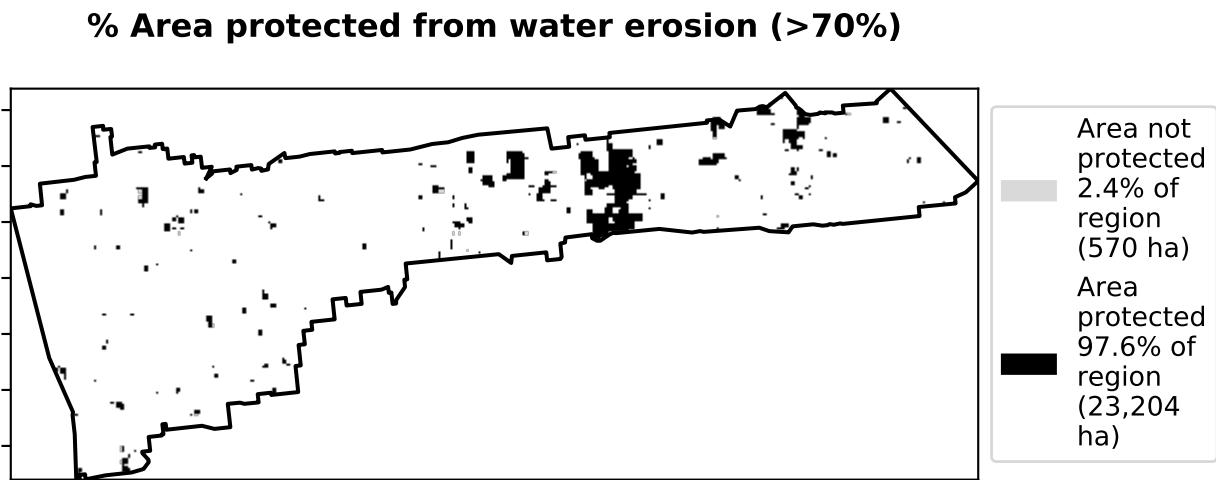 % Area protected from water erosion (>70%)
Area not
protected
2.4% of
region
(570 ha)
Area
protected
97.6% of
region
(23,204
ha)